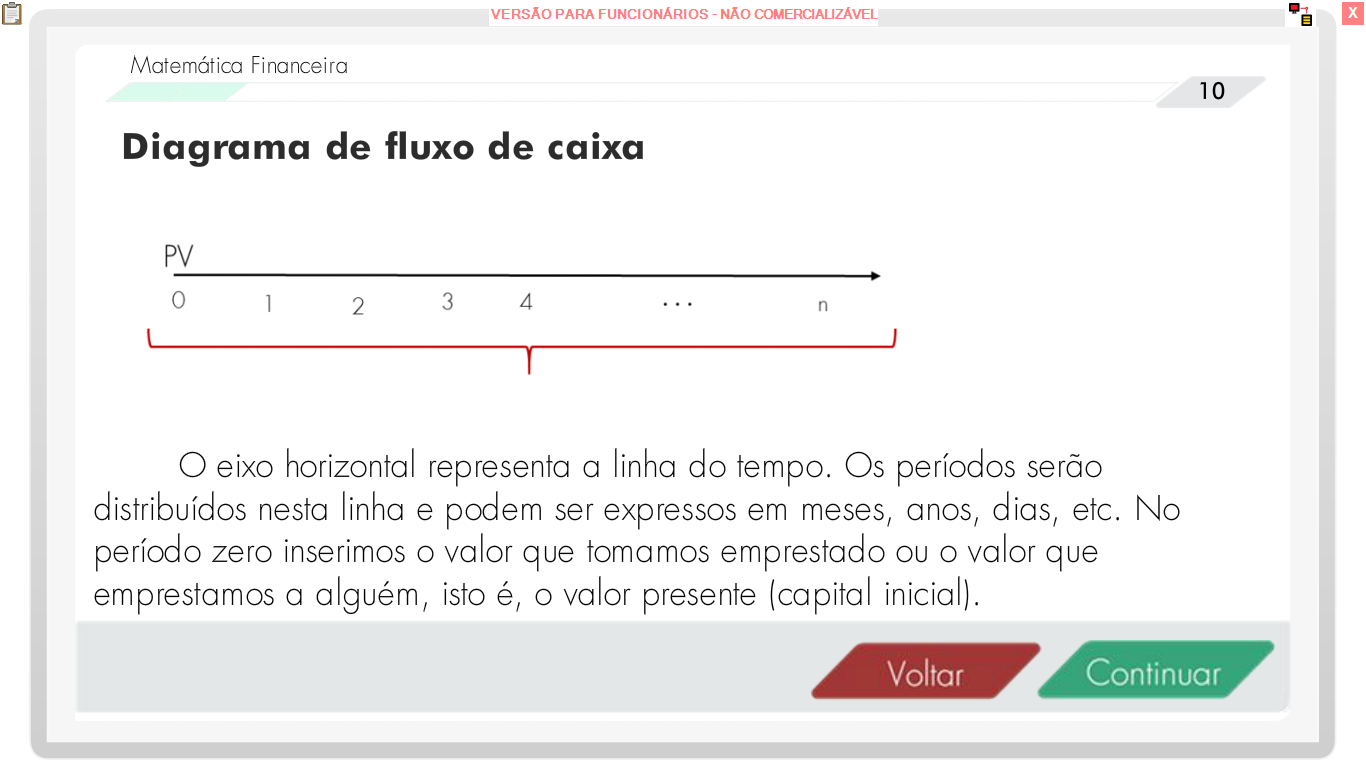 VERSÃO PARA FUNCIONÁRIOS - NÃO COMERCIALIZÁVEL
X
Matemática Financeira
10
Diagrama de fluxo de caixa
PV
0 1 2 3 4 ... n
O eixo horizontal representa a linha do tempo. Os períodos serão
distribuídos nesta linha e podem ser expressos em meses, anos, dias, etc. No
período zero inserimos o valor que tomamos emprestado ou o valor que
emprestamos a alguém, isto é, o valor presente (capital inicial).
Voltar
Continuar